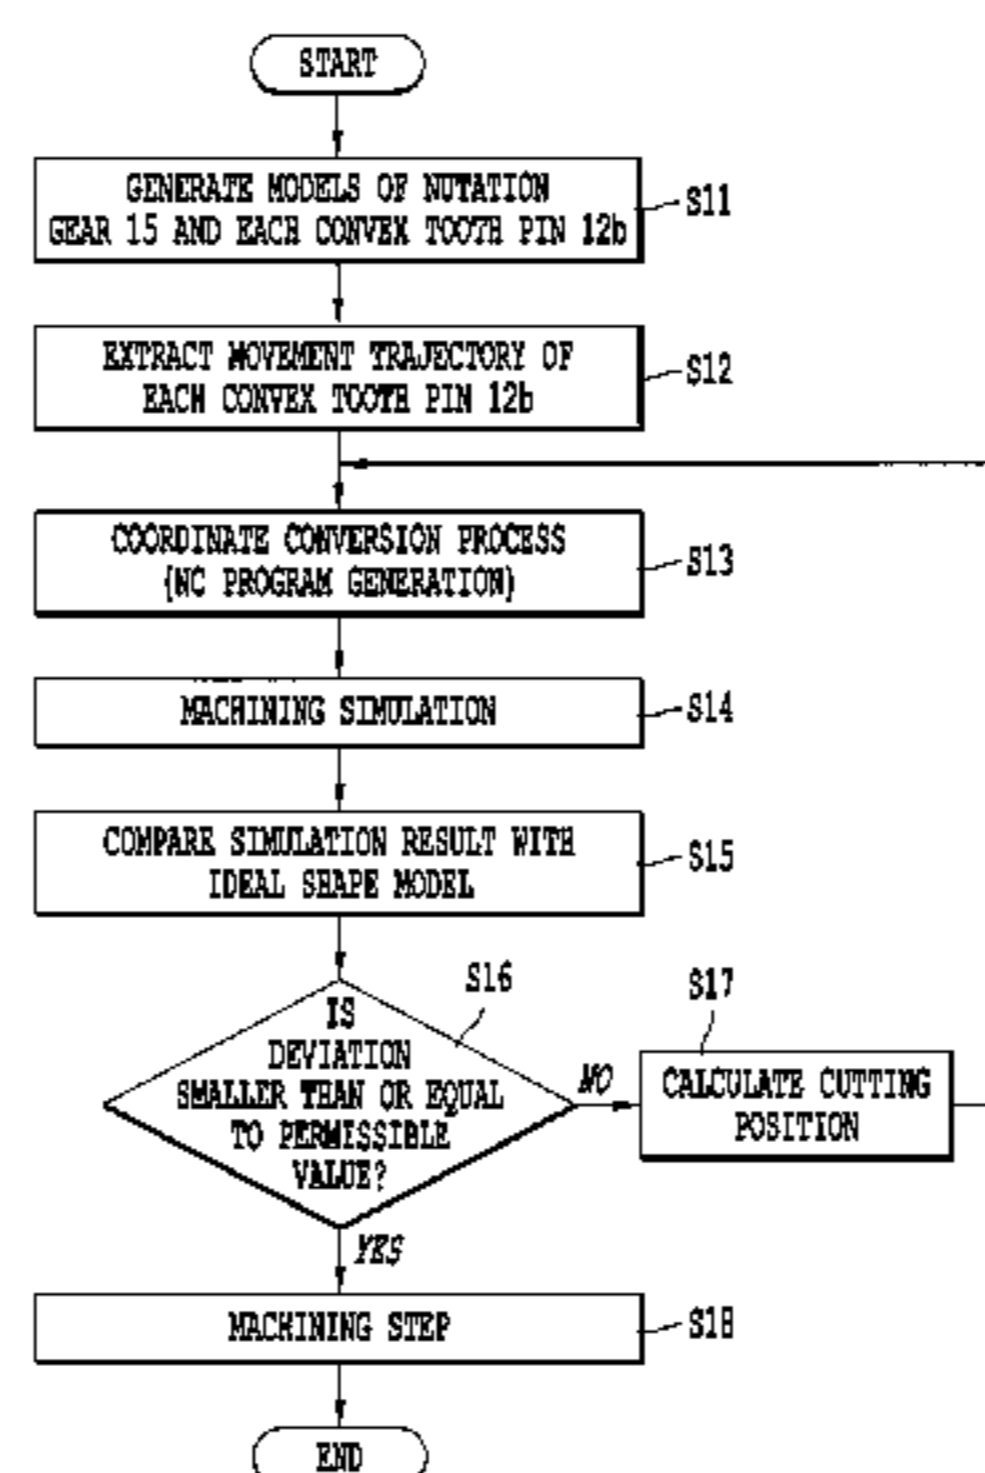 START
GENERATE MODELS OF NUTATION
GEAR 15 AND EACH CONVEX TOOTH PIN 12b
S11
EXTRACT MOVEMENT TRAJECTORY OF
EACH CONVEX TOOTH PIN 12b
S12
COORDINATE CONVERSION PROCESS
(NC PROGRAM GENERATION)
S13
MACHINING SIMULATION
S14
COMPARE SIMULATION RESULT WITH
IDEAL SHAPE MODEL
S15
S16
IS
DEVIATION
SMALLER THAN OR EQUAL
TO PERMISSIBLE
VALUE?
NO
S17
CALCULATE CUTTING
POSITION
YES
MACHINING STEP
S18
END